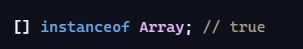 [] instanceof Array; // true